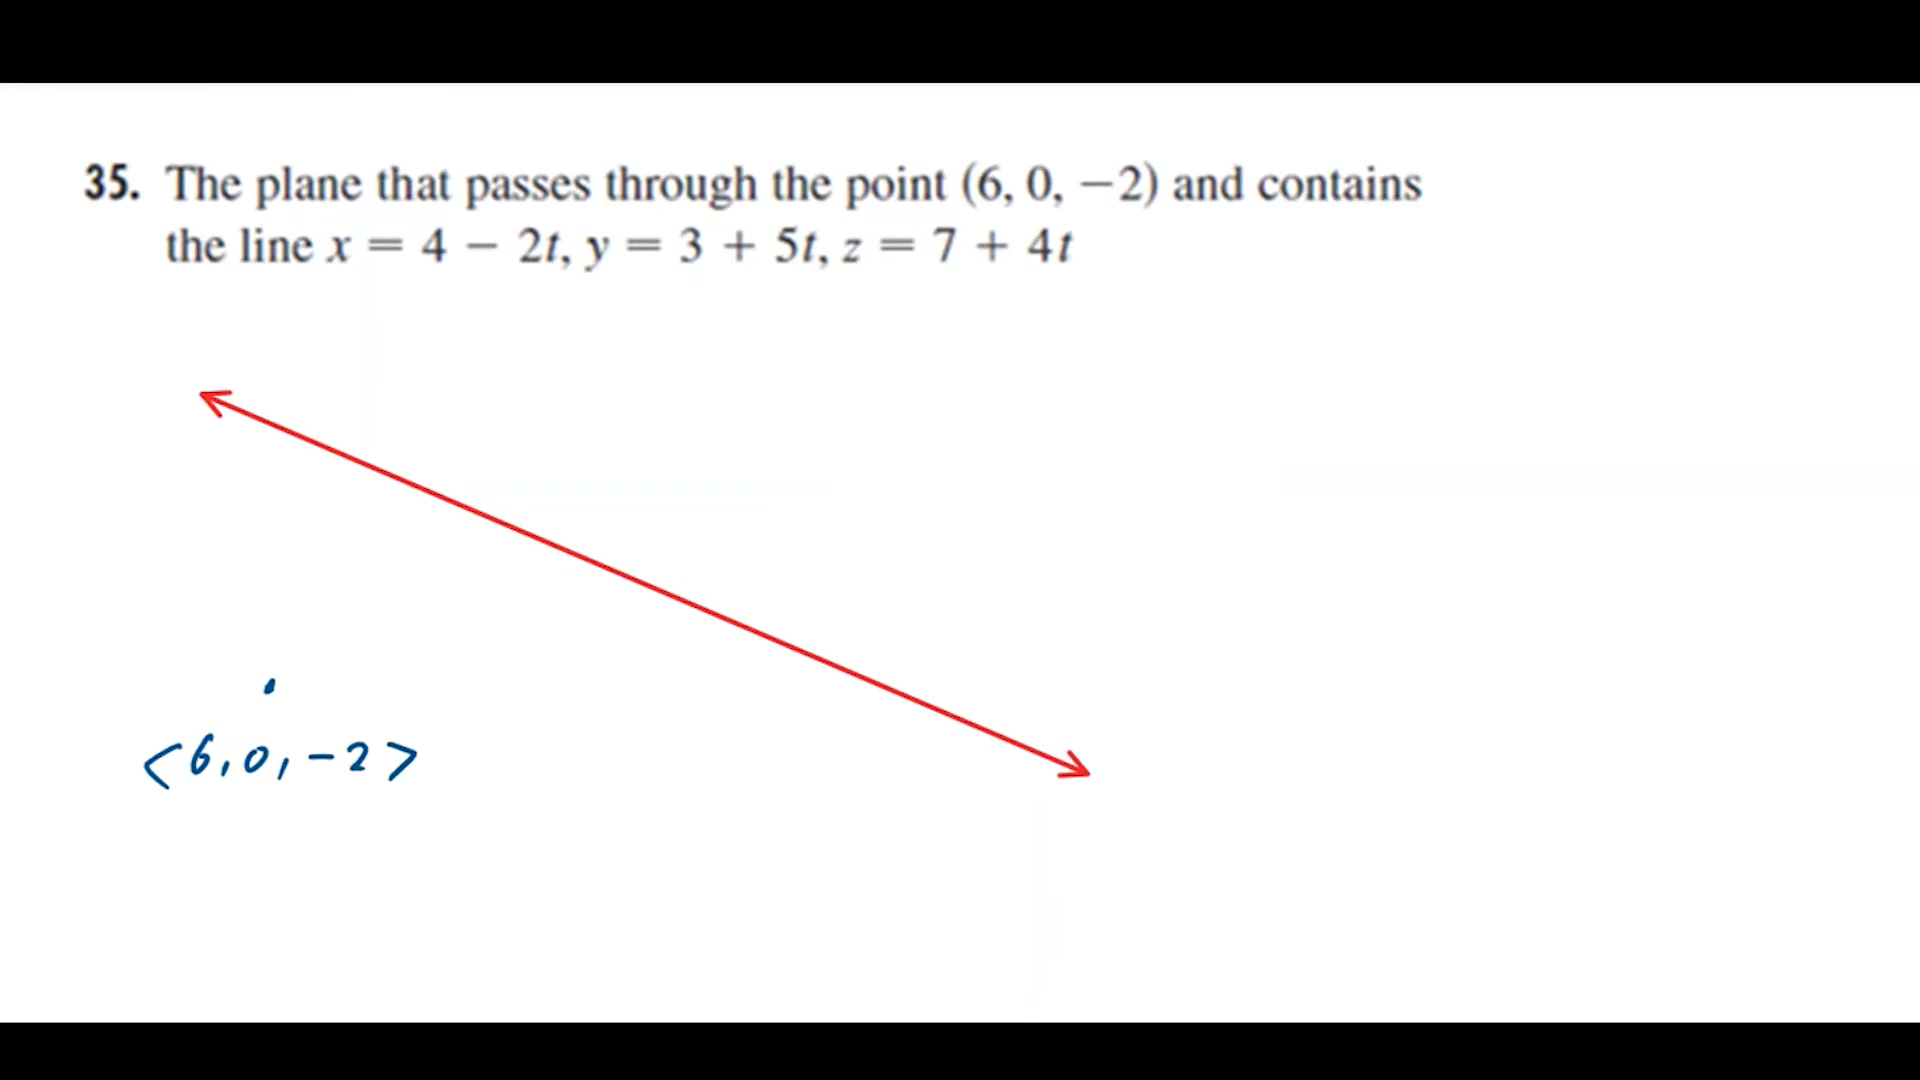 35. The plane that passes through the point (6, 0, −2) and contains
the line x = 4 − 2t, y = 3 + 5t, z = 7 + 4t
<6,0,-2>